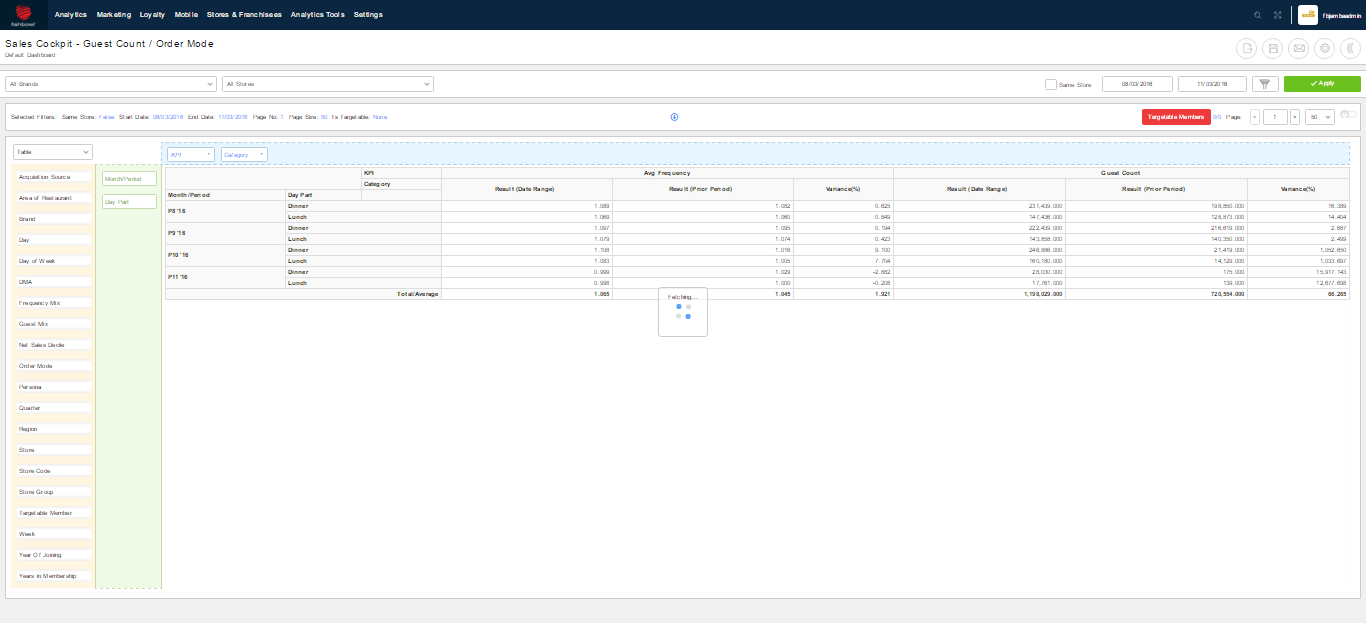 fishbowl
Analytics Marketing Loyalty Mobile Stores & Franchisees Analytics Tools Settings
fbjambaadmin
Sales Cockpit - Guest Count / Order Mode
Default Dashboard
All Brands
All Stores
Same Store
08/03/2016
11/03/2016
Apply
Selected Filters: Same Store: False Start Date: 08/03/2016 End Date: 11/03/2016 Page No: 1 Page Size: 50 Is Targetable: None
Targetable Members 0/0 Page: < 1 > 50
Table
KPI
Category
Acquisition Source
Area of Restaurant
Brand
Day
Day of Week
DMA
Frequency Mix
Guest Mix
Net Sales Decile
Order Mode
Persona
Quarter
Region
Store
Store Code
Store Group
Targetable Member
Week
Year Of Joining
Years in Membership
Month/Period
Day Part
KPI Avg Frequency Guest Count
Category Result (Date Range) Result (Prior Period) Variance(%) Result (Date Range) Result (Prior Period) Variance(%)
Month/Period Day Part
P8 '16 Dinner 1.089 1.082 0.625 231,439.000 198,850.000 16.389
Lunch 1.069 1.060 0.849 147,436.000 128,873.000 14.404
P9 '16 Dinner 1.097 1.095 0.194 222,439.000 216,619.000 2.687
Lunch 1.079 1.074 0.423 143,858.000 140,350.000 2.499
P10 '16 Dinner 1.108 1.016 9.100 246,886.000 21,419.000 1,052.650
Lunch 1.083 1.005 7.704 160,180.000 14,129.000 1,033.697
P11 '16 Dinner 0.999 1.029 -2.882 28,030.000 175.000 15,917.143
Lunch 0.998 1.000 -0.208 17,761.000 139.000 12,677.698
Total/Average 1.065 1.045 1.921 1,198,029.000 720,554.000 66.265
Fetching...